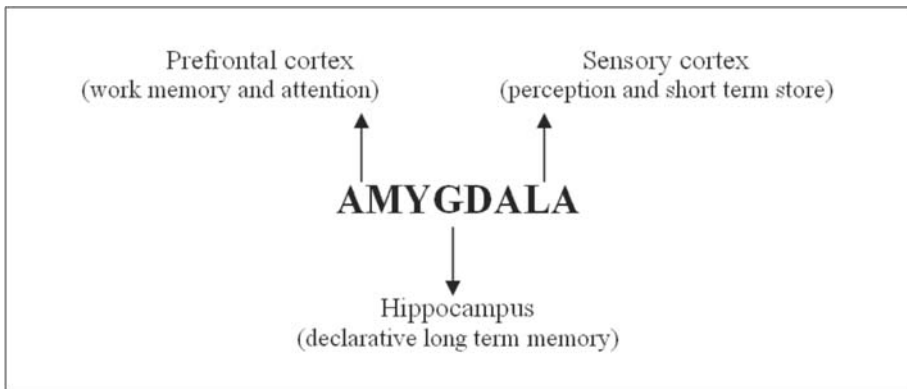 Prefrontal cortex
(work memory and attention)
Sensory cortex
(perception and short term store)
AMYGDALA
Hippocampus
(declarative long term memory)